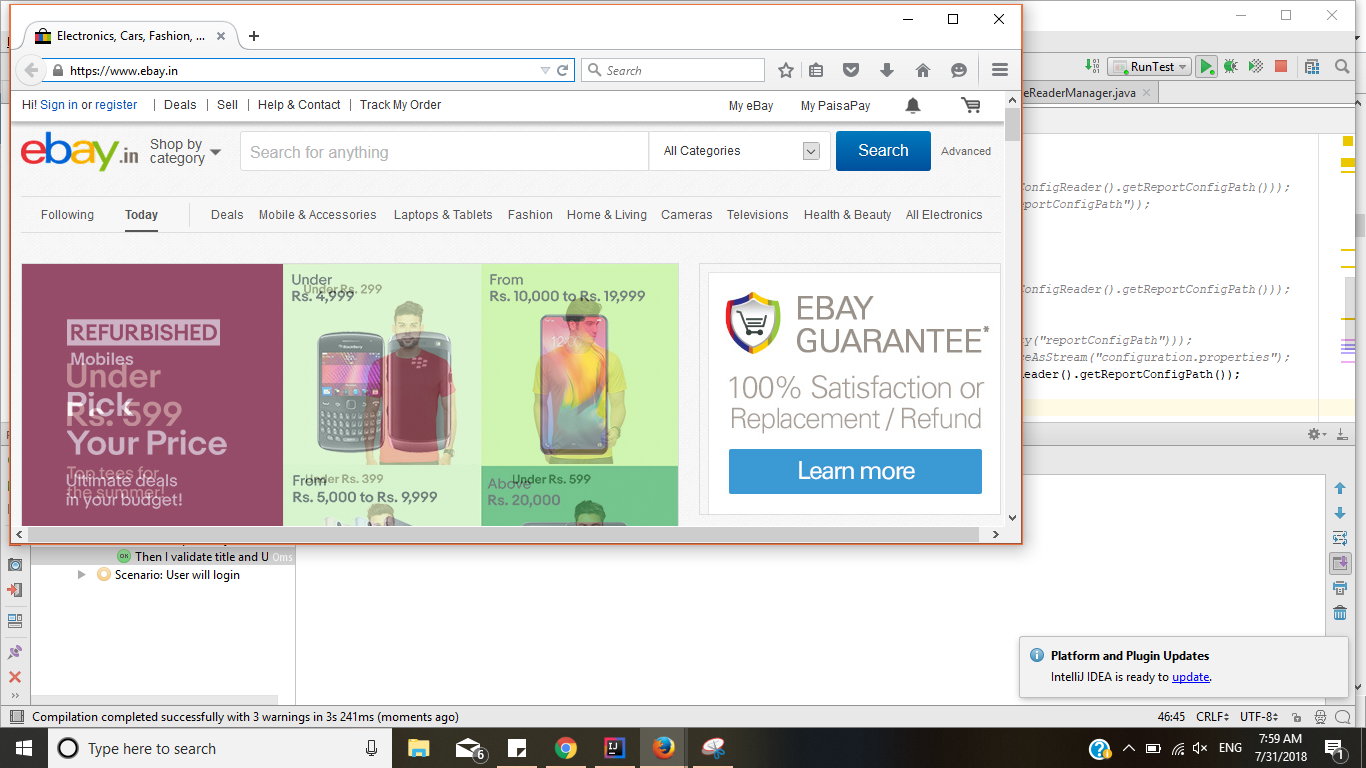 Electronics, Cars, Fashion, ...
https://www.ebay.in
Search
Hi! Sign in or register | Deals | Sell | Help & Contact | Track My Order
My eBay My PaisaPay
ebay.in
Shop by
category
Search for anything
All Categories
Search
Advanced
Following Today Deals Mobile & Accessories Laptops & Tablets Fashion Home & Living Cameras Televisions Health & Beauty All Electronics
REFURBISHED
Mobiles
Under
Pick
Rs. 599
Your Price
Top tees for
the summer!
Ultimate deals
in your budget!
Under
Rs. 4,999
Under Rs. 299
From
Rs. 10,000 to Rs. 19,999
Under Rs. 399
From
Rs. 5,000 to Rs. 9,999
Under Rs. 599
Above
Rs. 20,000
BlackBerry
EBAY
GUARANTEE*
100% Satisfaction or
Replacement / Refund
Learn more
RunTest
eReaderManager.java
onfigReader().getReportConfigPath()));
portConfigPath"));
onfigReader().getReportConfigPath()));
y("reportConfigPath")));
eAsStream("configuration.properties");
eader().getReportConfigPath());
Then I validate title and U 0ms
Scenario: User will login
Platform and Plugin Updates
IntelliJ IDEA is ready to update.
Compilation completed successfully with 3 warnings in 3s 241ms (moments ago)
46:45 CRLF UTF-8
Type here to search
6
ENG
7:59 AM
7/31/2018
1